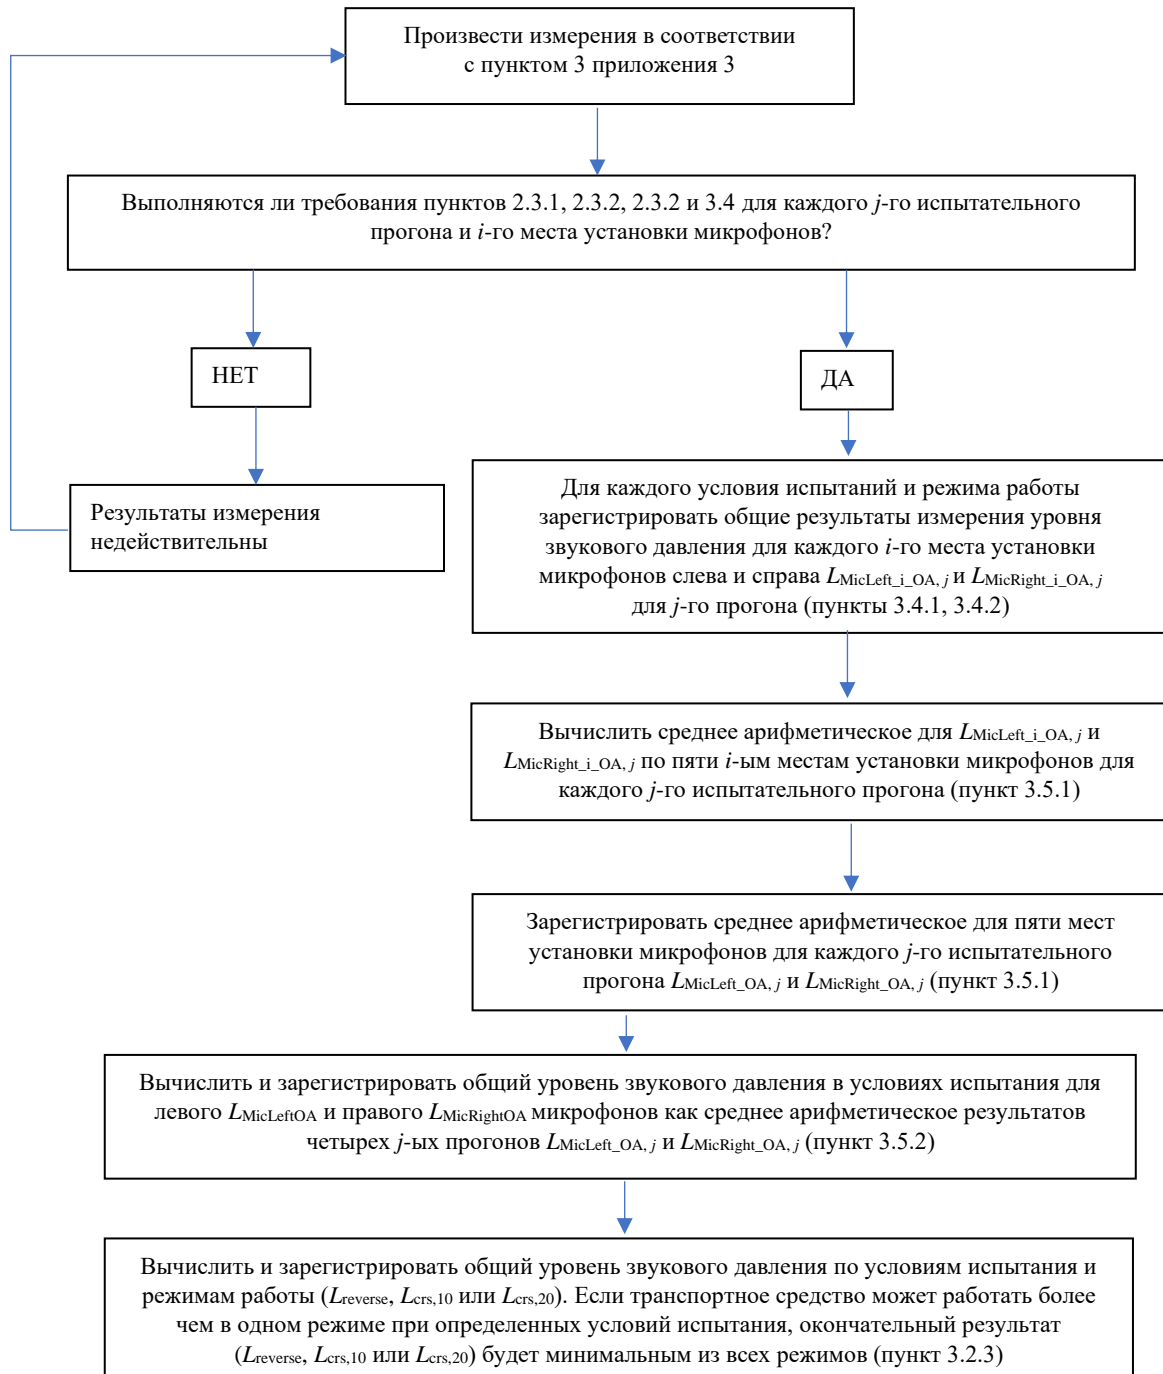 Произвести измерения в соответствии
с пунктом 3 приложения 3
Выполняются ли требования пунктов 2.3.1, 2.3.2, 2.3.2 и 3.4 для каждого j-го испытательного
прогона и i-го места установки микрофонов?
НЕТ
ДА
Результаты измерения
недействительны
Для каждого условия испытаний и режима работы
зарегистрировать общие результаты измерения уровня
звукового давления для каждого i-го места установки
микрофонов слева и справа LMicLeft_i_OA, j и LMicRight_i_OA, j
для j-го прогона (пункты 3.4.1, 3.4.2)
Вычислить среднее арифметическое для LMicLeft_i_OA, j и
LMicRight_i_OA, j по пяти i-ым местам установки микрофонов для
каждого j-го испытательного прогона (пункт 3.5.1)
Зарегистрировать среднее арифметическое для пяти мест
установки микрофонов для каждого j-го испытательного
прогона LMicLeft_OA, j и LMicRight_OA, j (пункт 3.5.1)
Вычислить и зарегистрировать общий уровень звукового давления в условиях испытания для
левого LMicLeftOA и правого LMicRightOA микрофонов как среднее арифметическое результатов
четырех j-ых прогонов LMicLeft_OA, j и LMicRight_OA, j (пункт 3.5.2)
Вычислить и зарегистрировать общий уровень звукового давления по условиям испытания и
режимам работы (Lreverse, Lcrs,10 или Lcrs,20). Если транспортное средство может работать более
чем в одном режиме при определенных условий испытания, окончательный результат
(Lreverse, Lcrs,10 или Lcrs,20) будет минимальным из всех режимов (пункт 3.2.3)